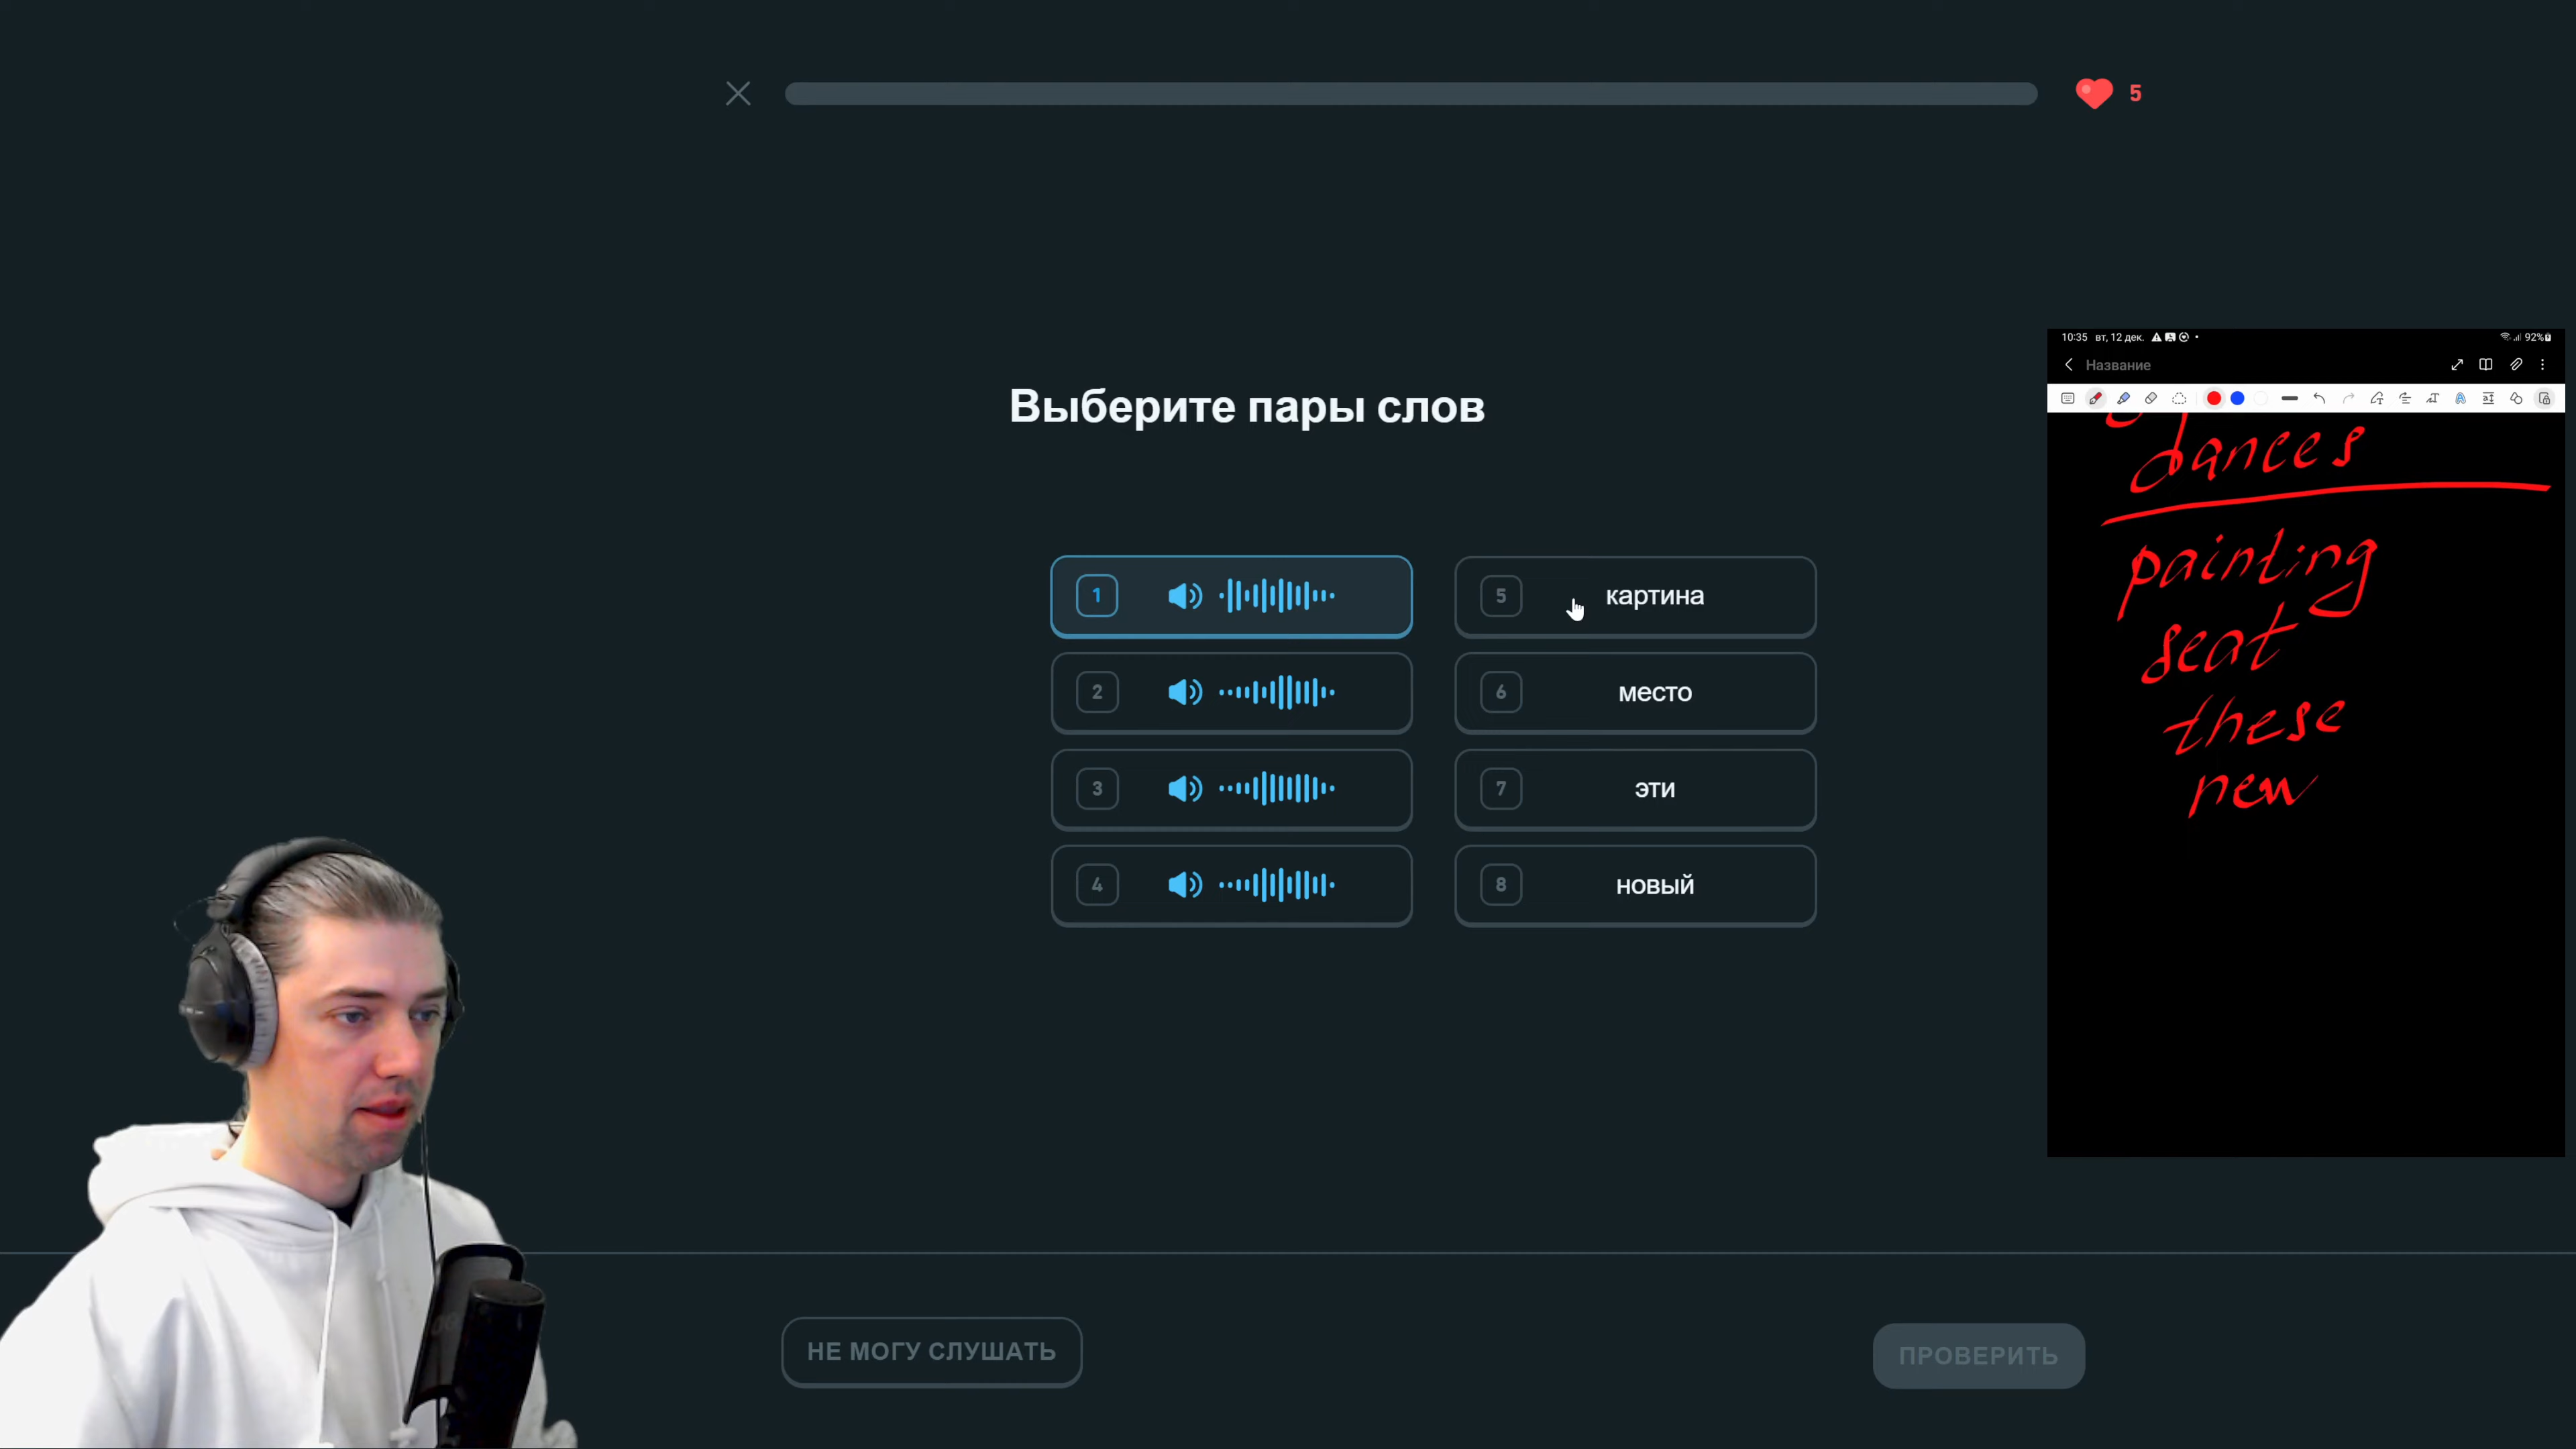 5
Выберите пары слов
1
5 картина
2
6 место
3
7 эти
4
8 новый
НЕ МОГУ СЛУШАТЬ
ПРОВЕРИТЬ
10:35 вт, 12 дек.
92%
Название
dances
painting
seat
these
new